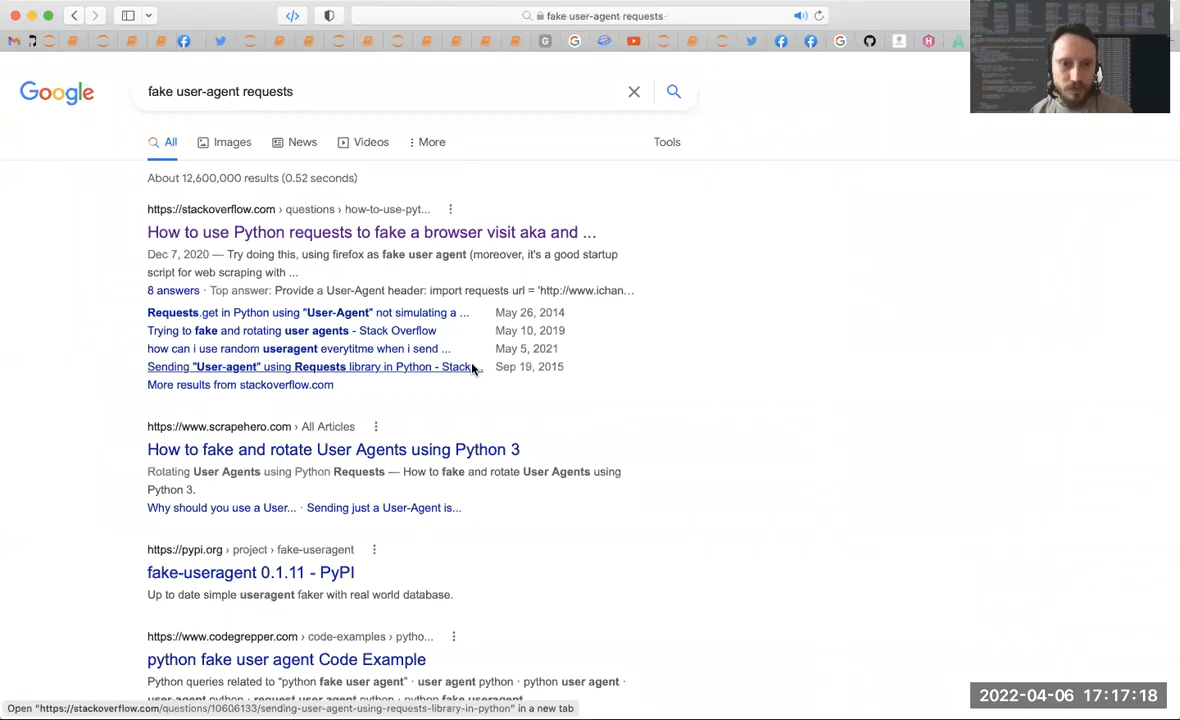 fake user-agent requests
Google
fake user-agent requests
All
Images
News
Videos
More
Tools
About 12,600,000 results (0.52 seconds)
https://stackoverflow.com › questions › how-to-use-pyt...
How to use Python requests to fake a browser visit aka and ...
Dec 7, 2020 — Try doing this, using firefox as fake user agent (moreover, it's a good startup
script for web scraping with ...
8 answers · Top answer: Provide a User-Agent header: import requests url = 'http://www.ichan...
Requests.get in Python using "User-Agent" not simulating a ... May 26, 2014
Trying to fake and rotating user agents - Stack Overflow May 10, 2019
how can i use random useragent everytitme when i send ... May 5, 2021
Sending "User-agent" using Requests library in Python - Stack ... Sep 19, 2015
More results from stackoverflow.com
https://www.scrapehero.com › All Articles
How to fake and rotate User Agents using Python 3
Rotating User Agents using Python Requests — How to fake and rotate User Agents using
Python 3.
Why should you use a User... · Sending just a User-Agent is...
https://pypi.org › project › fake-useragent
fake-useragent 0.1.11 - PyPI
Up to date simple useragent faker with real world database.
https://www.codegrepper.com › code-examples › pytho...
python fake user agent Code Example
Python queries related to "python fake user agent" · user agent python · python user agent ·
user-agent python · request user agent python · python fake useragent
Open "https://stackoverflow.com/questions/10606133/sending-user-agent-using-requests-library-in-python" in a new tab
2022-04-06 17:17:18